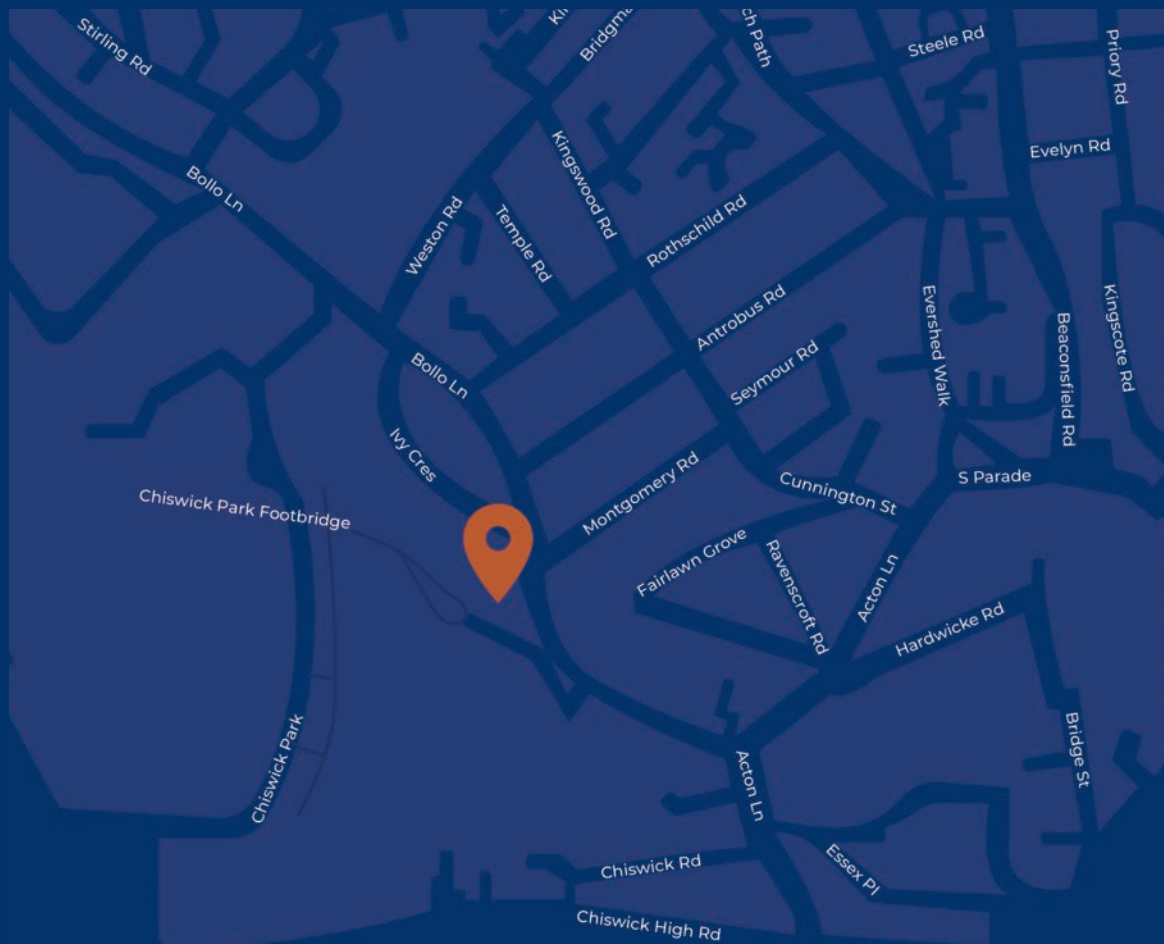 Stirling Rd
Bridgma
ch Path
Steele Rd
Priory Rd
Evelyn Rd
Bollo Ln
Kingswood Rd
Weston Rd
Temple Rd
Rothschild Rd
Antrobus Rd
Evershed Walk
Beaconsfield Rd
Kingscote Rd
Bollo Ln
Seymour Rd
Ivy Cres
Montgomery Rd
Cunnington St
S Parade
Chiswick Park Footbridge
Fairlawn Grove
Ravenscroft Rd
Acton Ln
Hardwicke Rd
Chiswick Park
Bridge St
Acton Ln
Chiswick Rd
Essex Pl
Chiswick High Rd